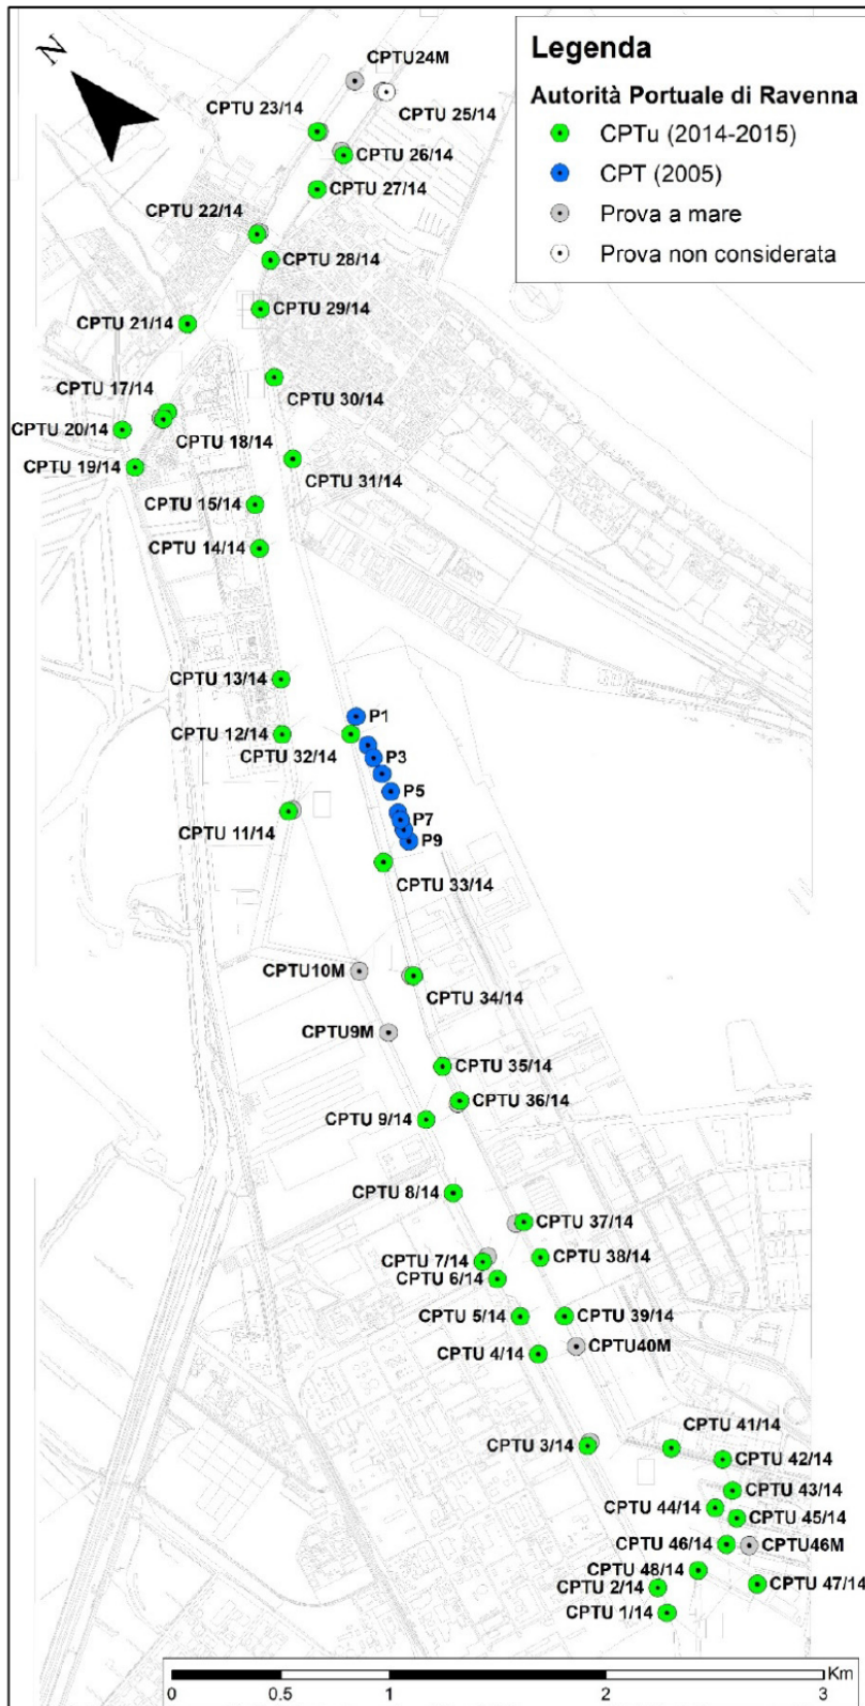 N
Legenda
Autorità Portuale di Ravenna
CPTu (2014-2015)
CPT (2005)
Prova a mare
Prova non considerata
CPTU24M
CPTU 23/14
CPTU 25/14
CPTU 26/14
CPTU 27/14
CPTU 22/14
CPTU 28/14
CPTU 29/14
CPTU 21/14
CPTU 17/14
CPTU 30/14
CPTU 20/14
CPTU 18/14
CPTU 19/14
CPTU 31/14
CPTU 15/14
CPTU 14/14
CPTU 13/14
P1
CPTU 12/14
CPTU 32/14
P3
P5
P7
CPTU 11/14
P9
CPTU 33/14
CPTU10M
CPTU 34/14
CPTU9M
CPTU 35/14
CPTU 36/14
CPTU 9/14
CPTU 8/14
CPTU 37/14
CPTU 7/14
CPTU 38/14
CPTU 6/14
CPTU 5/14
CPTU 39/14
CPTU40M
CPTU 4/14
CPTU 41/14
CPTU 3/14
CPTU 42/14
CPTU 43/14
CPTU 44/14
CPTU 45/14
CPTU 46/14
CPTU46M
CPTU 48/14
CPTU 47/14
CPTU 2/14
CPTU 1/14
Km
0 0.5 1 2 3